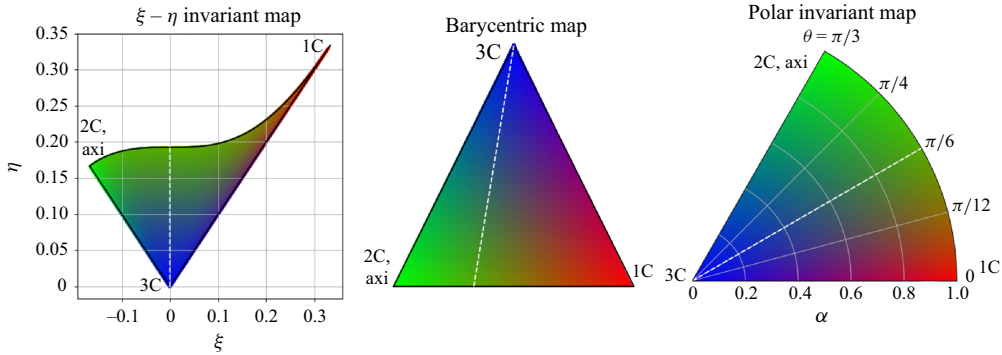 ξ – η invariant map
0.35
0.30
0.25
0.20
0.15
0.10
0.05
0
η
1C
2C,
axi
3C
–0.1
0
0.1
0.2
0.3
ξ
Barycentric map
3C
2C,
axi
1C
Polar invariant map
θ = π/3
2C, axi
π/4
π/6
π/12
0 1C
3C
0
0.2
0.4
0.6
0.8
1.0
α